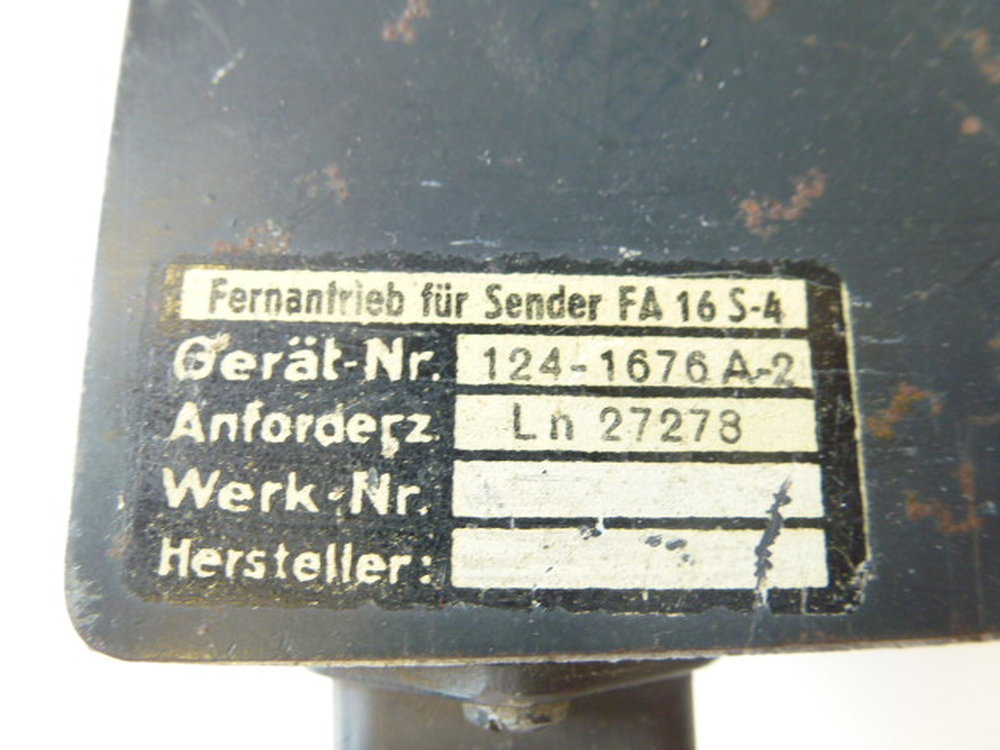 Fernantrieb für Sender FA 16 S-4
Gerät-Nr. 124-1676 A-2
Anforderz. Ln 27278
Werk-Nr.
Hersteller: